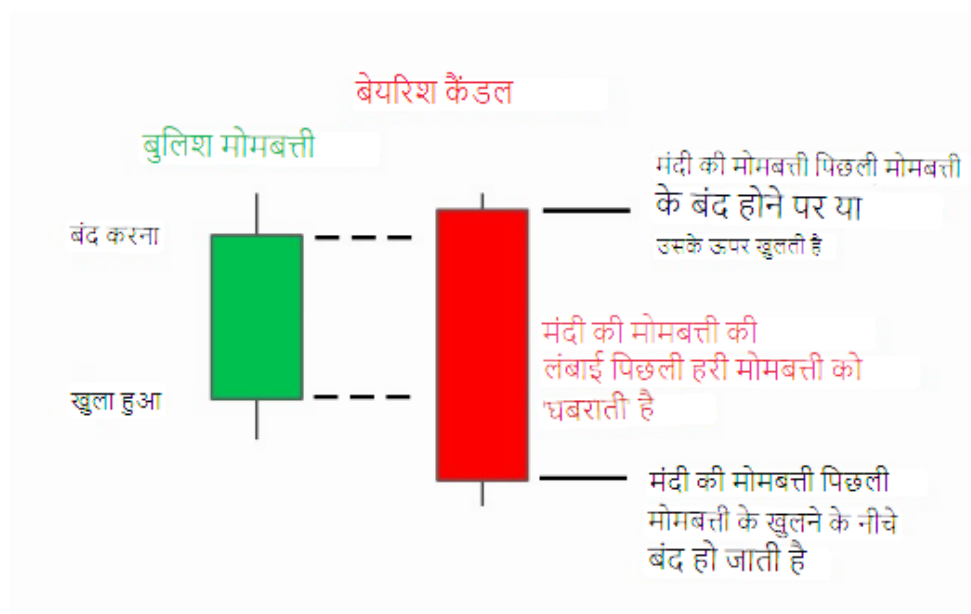 बेयरिश कैंडल
बुलिश मोमबत्ती
मंदी की मोमबत्ती पिछली मोमबत्ती
के बंद होने पर या
उसके ऊपर खुलती है
बंद करना
मंदी की मोमबत्ती की
लंबाई पिछली हरी मोमबत्ती को
'घबराती है
खुला हुआ
मंदी की मोमबत्ती पिछली
मोमबत्ती के खुलने के नीचे
बंद हो जाती है